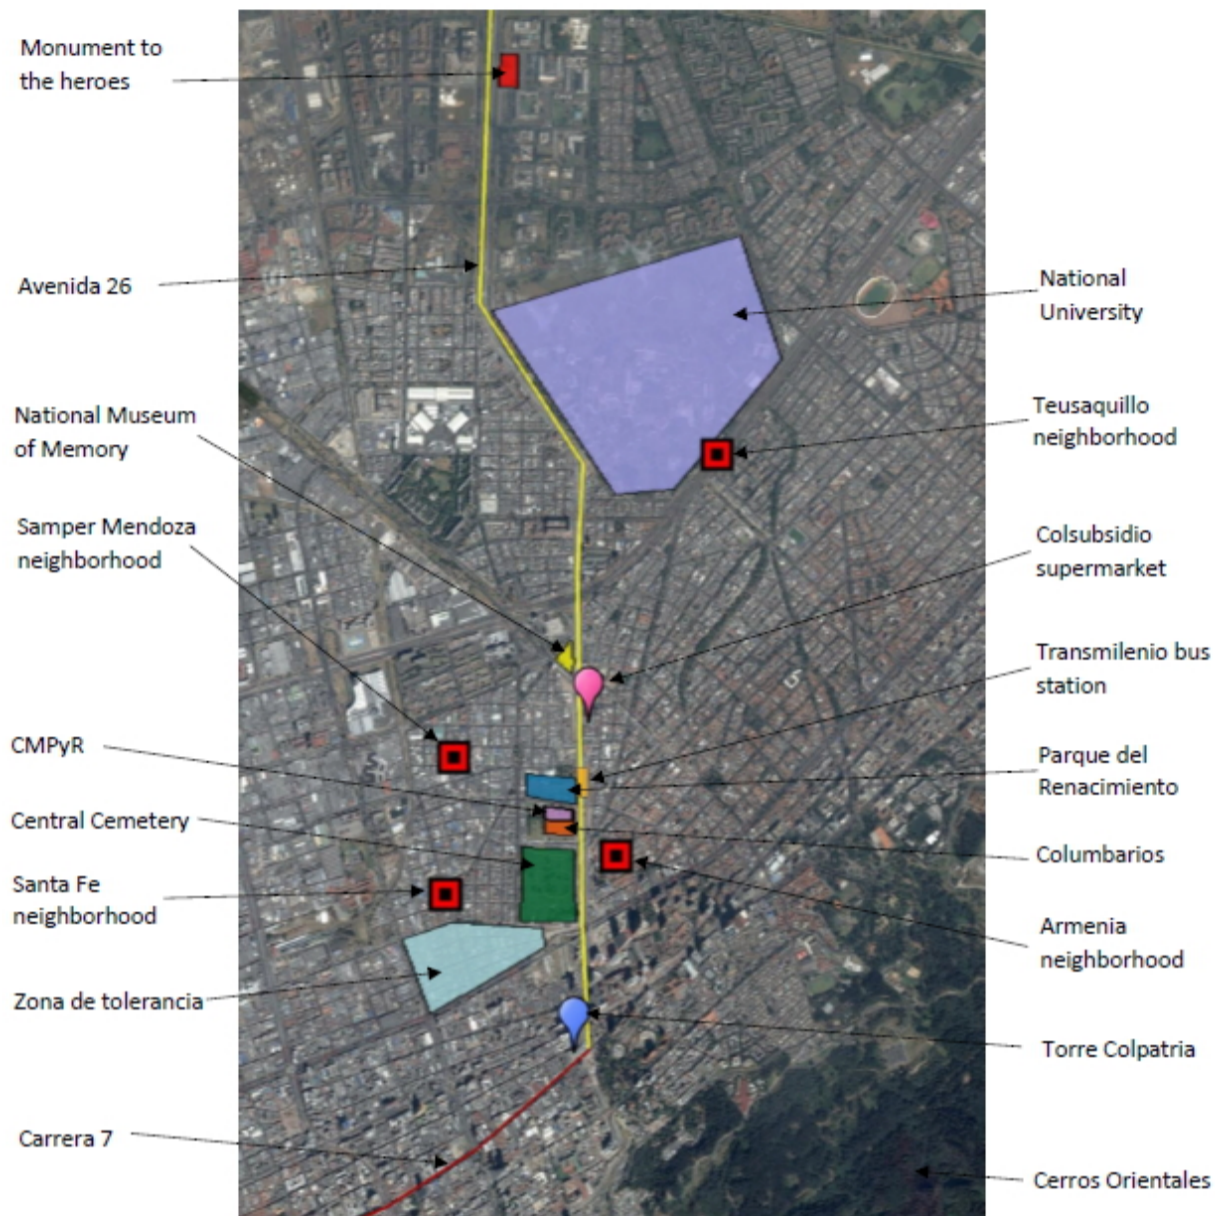 Monument to
the heroes
Avenida 26
National Museum
of Memory
Samper Mendoza
neighborhood
CMPyR
Central Cemetery
Santa Fe
neighborhood
Zona de tolerancia
Carrera 7
National
University
Teusaquillo
neighborhood
Colsubsidio
supermarket
Transmilenio bus
station
Parque del
Renacimiento
Columbarios
Armenia
neighborhood
Torre Colpatria
Cerros Orientales